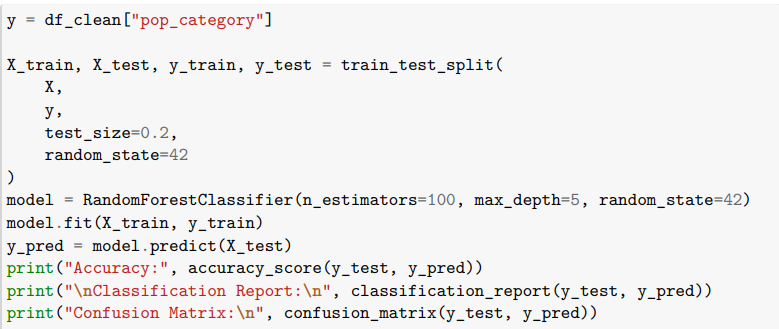 y = df_clean["pop_category"]
X_train, X_test, y_train, y_test = train_test_split(
    X,
    y,
    test_size=0.2,
    random_state=42
)
model = RandomForestClassifier(n_estimators=100, max_depth=5, random_state=42)
model.fit(X_train, y_train)
y_pred = model.predict(X_test)
print("Accuracy:", accuracy_score(y_test, y_pred))
print("\nClassification Report:\n", classification_report(y_test, y_pred))
print("Confusion Matrix:\n", confusion_matrix(y_test, y_pred))